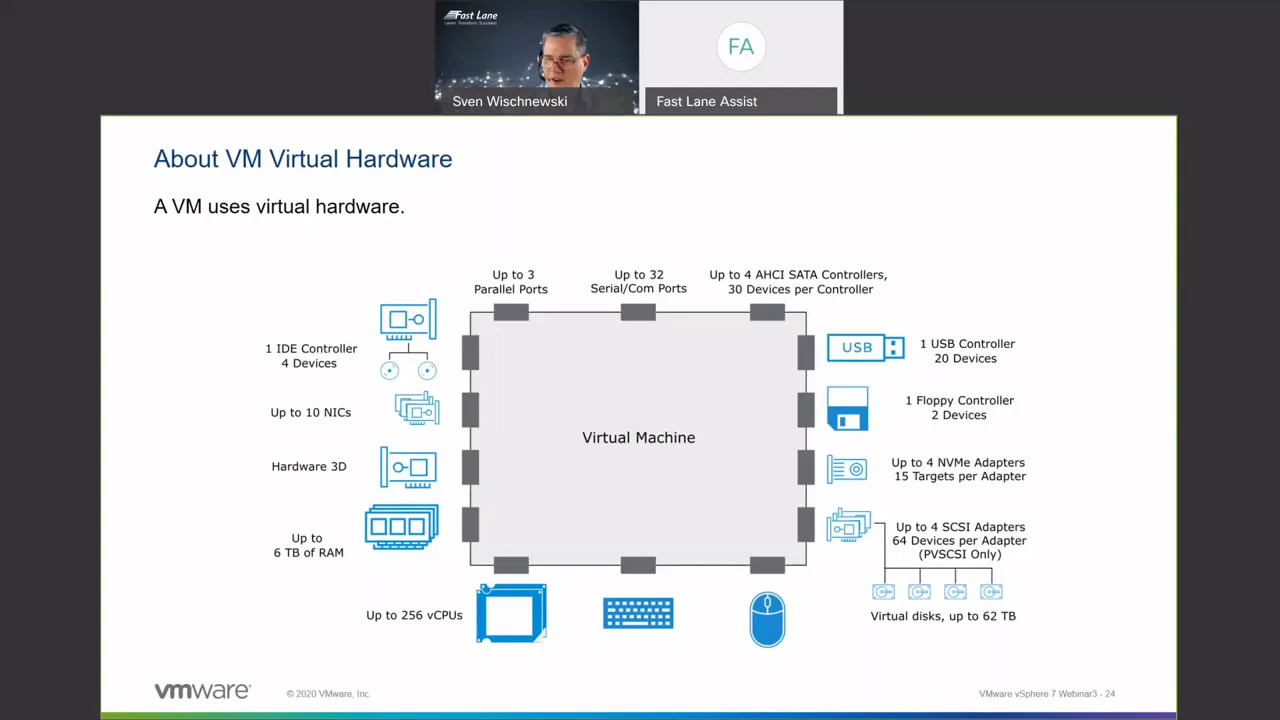 Fast Lane
FA
Sven Wischnewski
Fast Lane Assist
About VM Virtual Hardware
A VM uses virtual hardware.
Up to 3
Parallel Ports
Up to 32
Serial/Com Ports
Up to 4 AHCI SATA Controllers,
30 Devices per Controller
1 IDE Controller
4 Devices
Up to 10 NICs
Hardware 3D
Up to
6 TB of RAM
Virtual Machine
USB
1 USB Controller
20 Devices
1 Floppy Controller
2 Devices
Up to 4 NVMe Adapters
15 Targets per Adapter
Up to 4 SCSI Adapters
64 Devices per Adapter
(PVSCSI Only)
Virtual disks, up to 62 TB
Up to 256 vCPUs
vmware
© 2020 VMware, Inc.
VMware vSphere 7 Webinar3 - 24